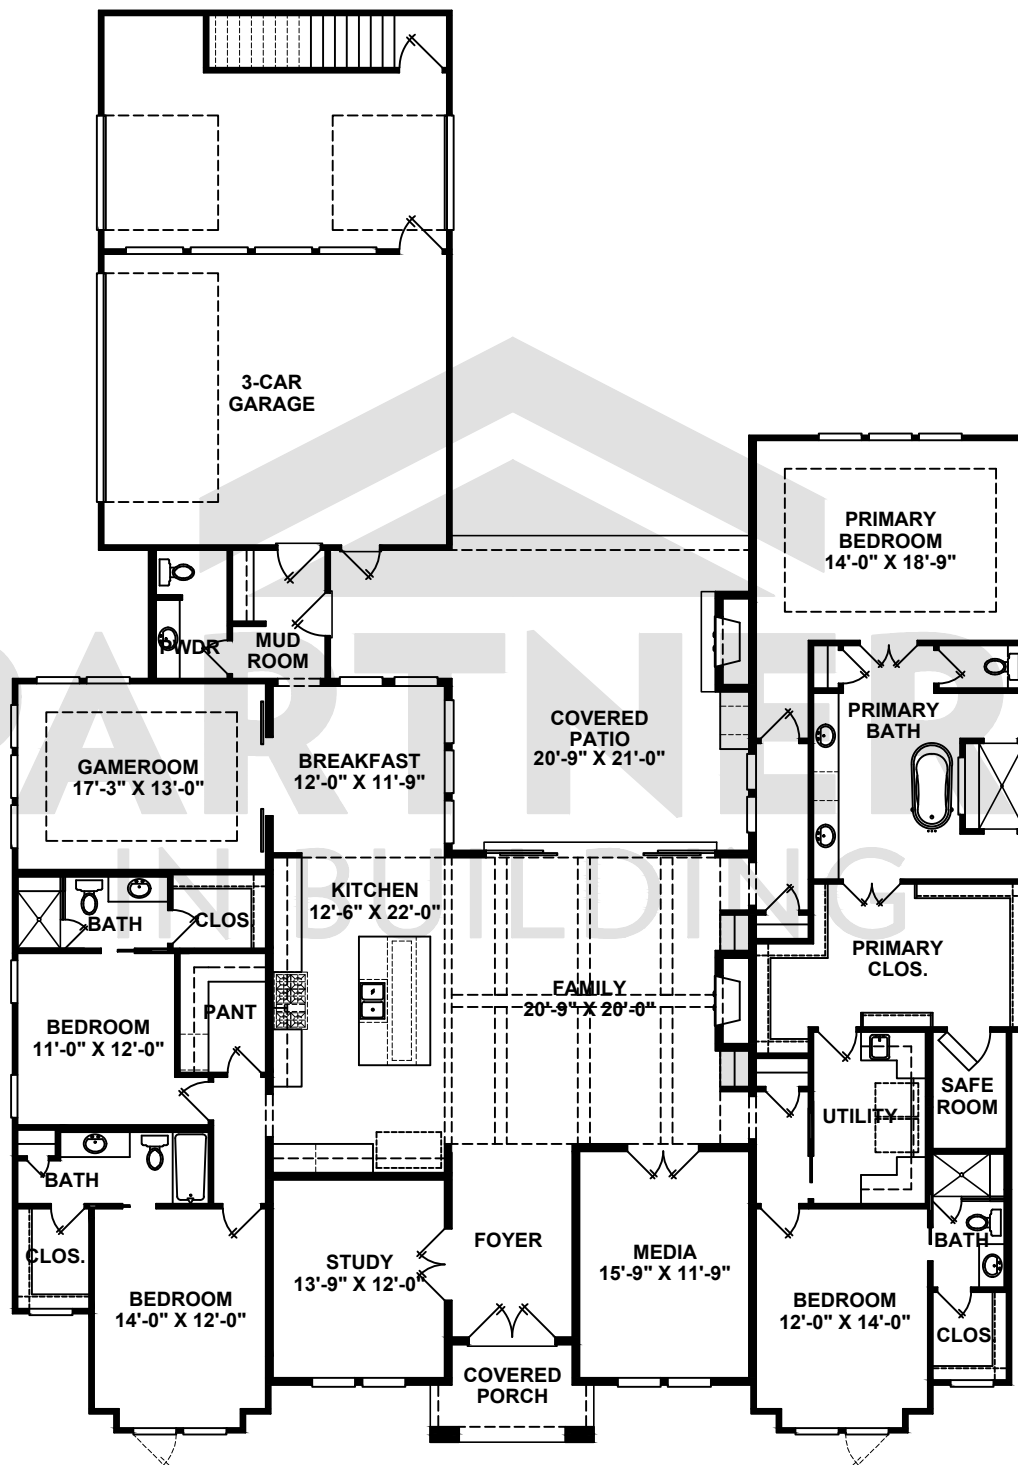 3-CAR
GARAGE
PRIMARY
BEDROOM
14'-0" X 18'-9"
PWDR
MUD
ROOM
PRIMARY
BATH
COVERED
PATIO
20'-9" X 21'-0"
GAMEROOM
17'-3" X 13'-0"
BREAKFAST
12'-0" X 11'-9"
PARTNERS
IN BUILDING
KITCHEN
12'-6" X 22'-0"
BATH
CLOS
PRIMARY
CLOS.
FAMILY
20'-9" X 20'-0"
PANT
BEDROOM
11'-0" X 12'-0"
SAFE
ROOM
UTILITY
BATH
CLOS.
STUDY
13'-9" X 12'-0"
FOYER
MEDIA
15'-9" X 11'-9"
BATH
BEDROOM
14'-0" X 12'-0"
BEDROOM
12'-0" X 14'-0"
CLOS
COVERED
PORCH